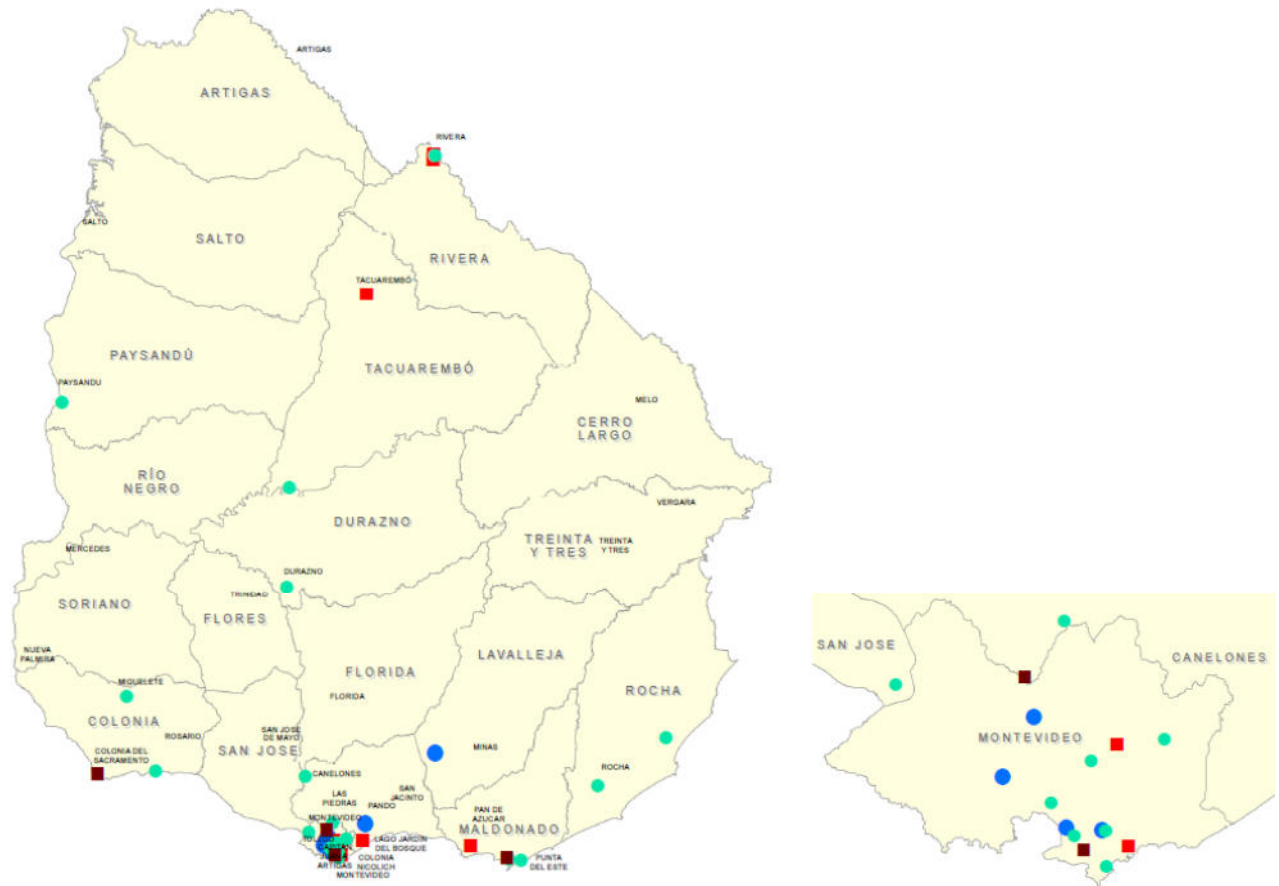 ARTIGAS
ARTIGAS
RIVERA
SALTO
SALTO
RIVERA
TACUAREMBÓ
PAYSANDÚ
TACUAREMBÓ
PAYSANDU
MELO
CERRO
LARGO
RÍO
NEGRO
VERGARA
DURAZNO
TREINTA
Y TRES
TREINTA
Y TRES
MERCEDES
DURAZNO
TRINIDAD
SORIANO
FLORES
NUEVA
PALMIRA
LAVALLEJA
FLORIDA
MIGUELETE
FLORIDA
ROCHA
COLONIA
ROSARIO
SAN JOSE
DE MAYO
SAN JOSE
MINAS
COLONIA DEL
SACRAMENTO
CANELONES
ROCHA
LAS
PIEDRAS
SAN
JACINTO
PANDO
PAN DE
AZUCAR
MONTEVIDEO
MALDONADO
LAGO JARDIN
DEL BOSQUE
CAPITAN
COLONIA
NICOLICH
PUNTA
DEL ESTE
ARTIGAS
MONTEVIDEO
SAN JOSE
CANELONES
MONTEVIDEO